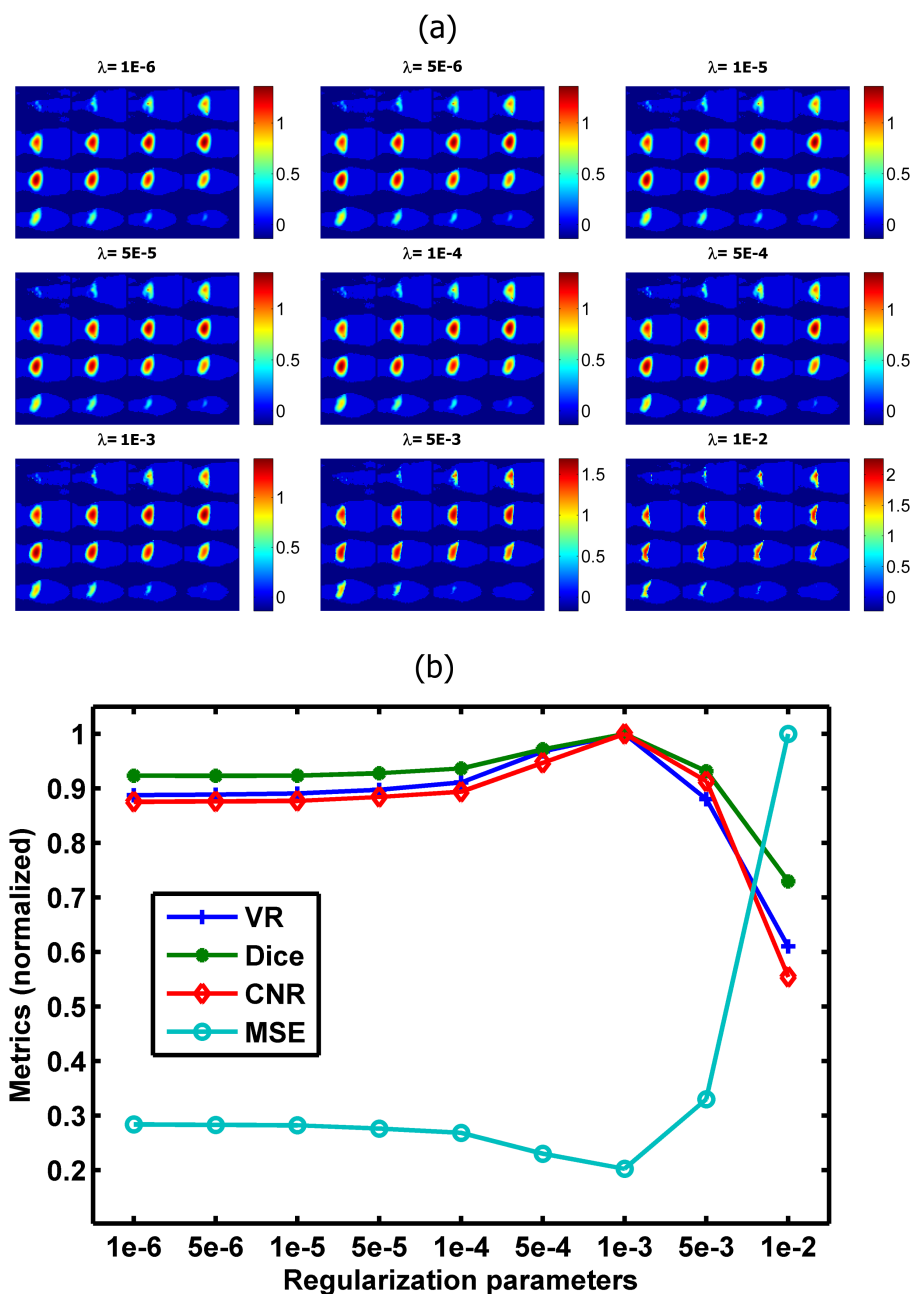 (a)
λ= 1E-6 λ= 5E-6 λ= 1E-5
1 1 1
0.5 0.5 0.5
0 0 0
λ= 5E-5 λ= 1E-4 λ= 5E-4
1 1 1
0.5 0.5 0.5
0 0 0
λ= 1E-3 λ= 5E-3 λ= 1E-2
1 1.5 2
0.5 1 1.5
0 0.5 1
0 0.5
0
(b)
Metrics (normalized)
1
0.9
0.8
0.7
0.6
0.5
0.4
0.3
0.2
VR
Dice
CNR
MSE
1e-6 5e-6 1e-5 5e-5 1e-4 5e-4 1e-3 5e-3 1e-2
Regularization parameters